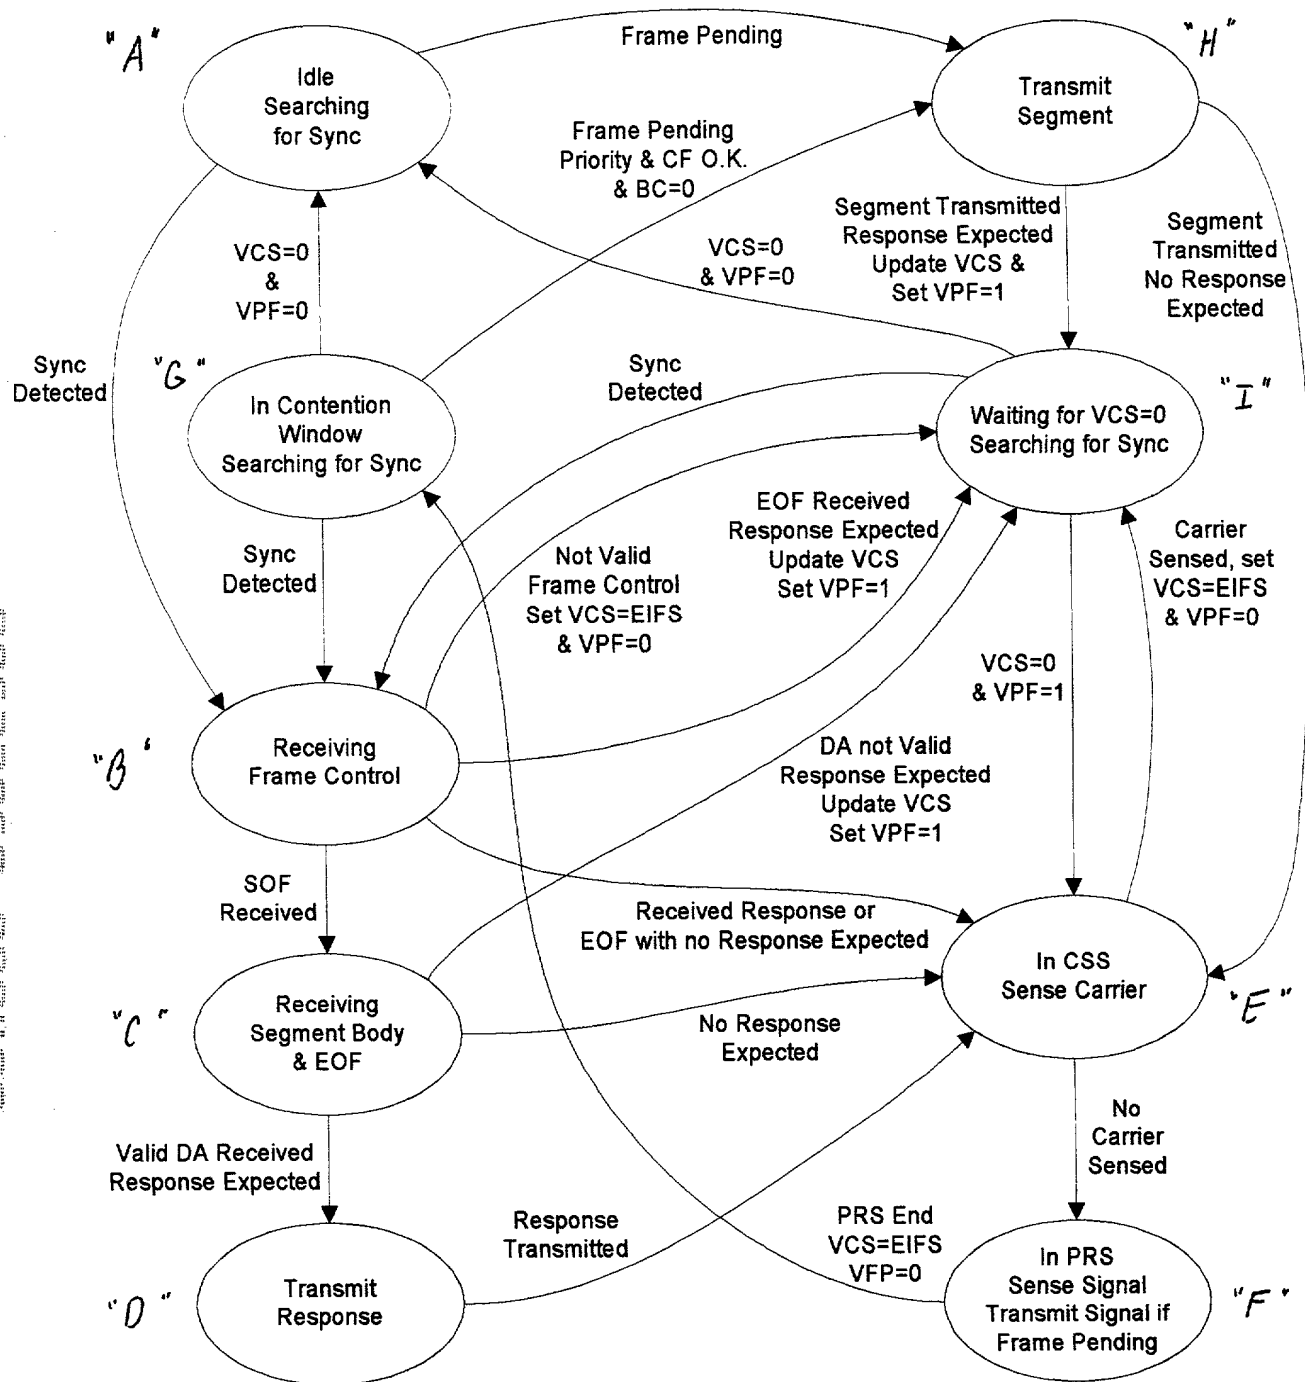 "A"
Idle
Searching
for Sync
Frame Pending
Transmit
Segment
"H"
Frame Pending
Priority & CF O.K.
& BC=0
VCS=0
&
VPF=0
VCS=0
& VPF=0
Segment Transmitted
Response Expected
Update VCS &
Set VPF=1
Segment
Transmitted
No Response
Expected
Sync
Detected
"G"
In Contention
Window
Searching for Sync
Sync
Detected
Waiting for VCS=0
Searching for Sync
"I"
Sync
Detected
Not Valid
Frame Control
Set VCS=EIFS
& VPF=0
EOF Received
Response Expected
Update VCS
Set VPF=1
Carrier
Sensed, set
VCS=EIFS
& VPF=0
VCS=0
& VPF=1
"B"
Receiving
Frame Control
DA not Valid
Response Expected
Update VCS
Set VPF=1
SOF
Received
Received Response or
EOF with no Response Expected
In CSS
Sense Carrier
"E"
"C"
Receiving
Segment Body
& EOF
No Response
Expected
No
Carrier
Sensed
Valid DA Received
Response Expected
Response
Transmitted
PRS End
VCS=EIFS
VFP=0
"D"
Transmit
Response
In PRS
Sense Signal
Transmit Signal if
Frame Pending
"F"